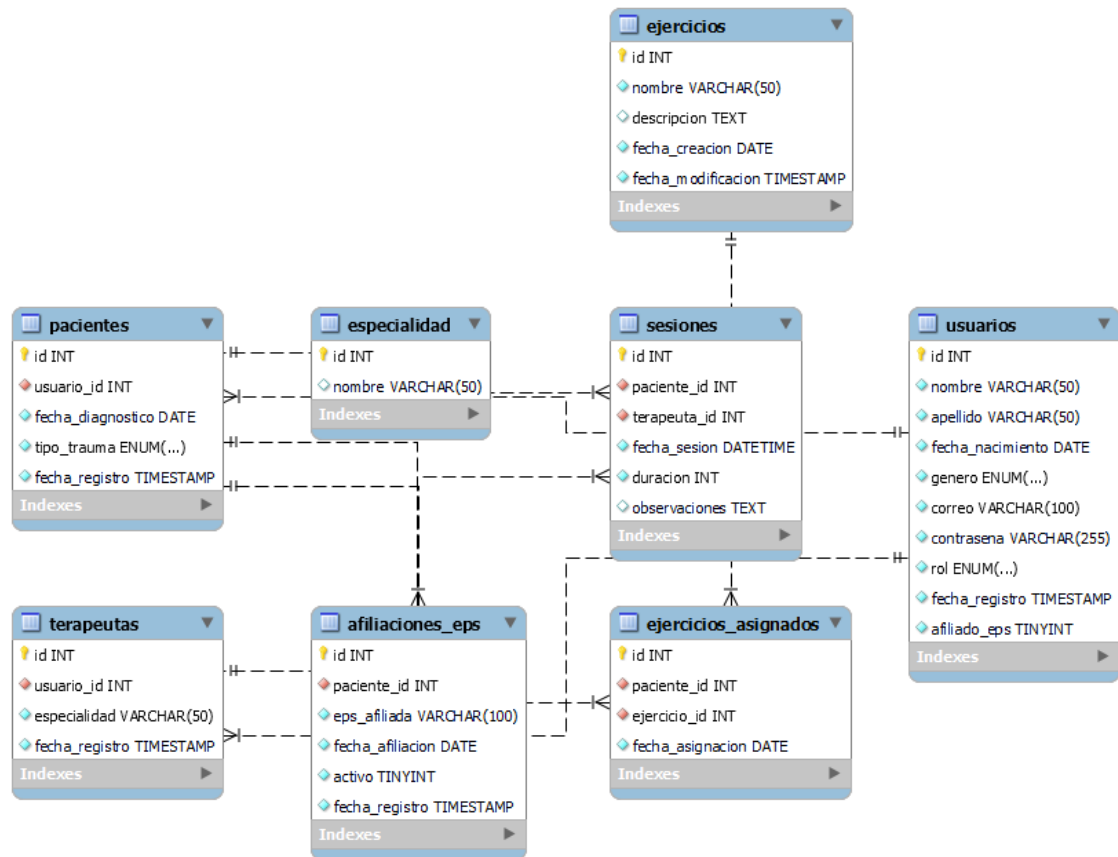 ejercicios
id INT
nombre VARCHAR(50)
descripcion TEXT
fecha_creacion DATE
fecha_modificacion TIMESTAMP
Indexes
pacientes
id INT
usuario_id INT
fecha_diagnostico DATE
tipo_trauma ENUM(...)
fecha_registro TIMESTAMP
Indexes
especialidad
id INT
nombre VARCHAR(50)
Indexes
sesiones
id INT
paciente_id INT
terapeuta_id INT
fecha_sesion DATETIME
duracion INT
observaciones TEXT
Indexes
usuarios
id INT
nombre VARCHAR(50)
apellido VARCHAR(50)
fecha_nacimiento DATE
genero ENUM(...)
correo VARCHAR(100)
contrasena VARCHAR(255)
rol ENUM(...)
fecha_registro TIMESTAMP
afiliado_eps TINYINT
Indexes
terapeutas
id INT
usuario_id INT
especialidad VARCHAR(50)
fecha_registro TIMESTAMP
Indexes
afiliaciones_eps
id INT
paciente_id INT
eps_afiliada VARCHAR(100)
fecha_afiliacion DATE
activo TINYINT
fecha_registro TIMESTAMP
Indexes
ejercicios_asignados
id INT
paciente_id INT
ejercicio_id INT
fecha_asignacion DATE
Indexes